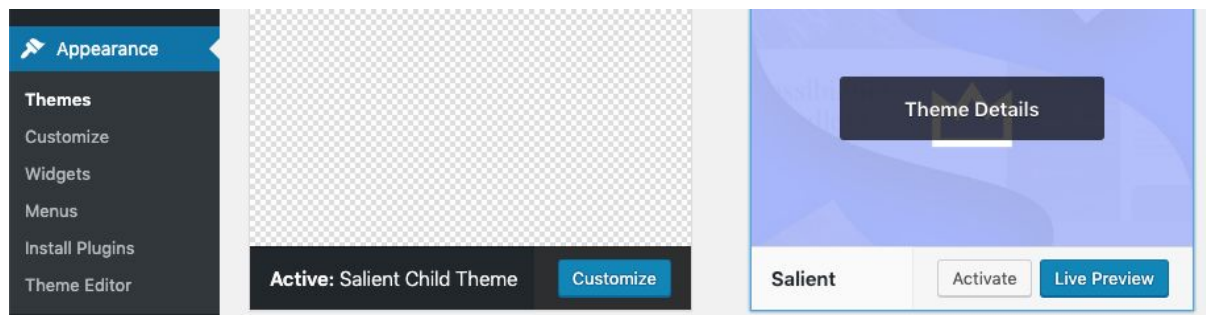 Appearance
Themes
Customize
Widgets
Menus
Install Plugins
Theme Editor
Active: Salient Child Theme
Customize
Theme Details
Salient
Activate
Live Preview